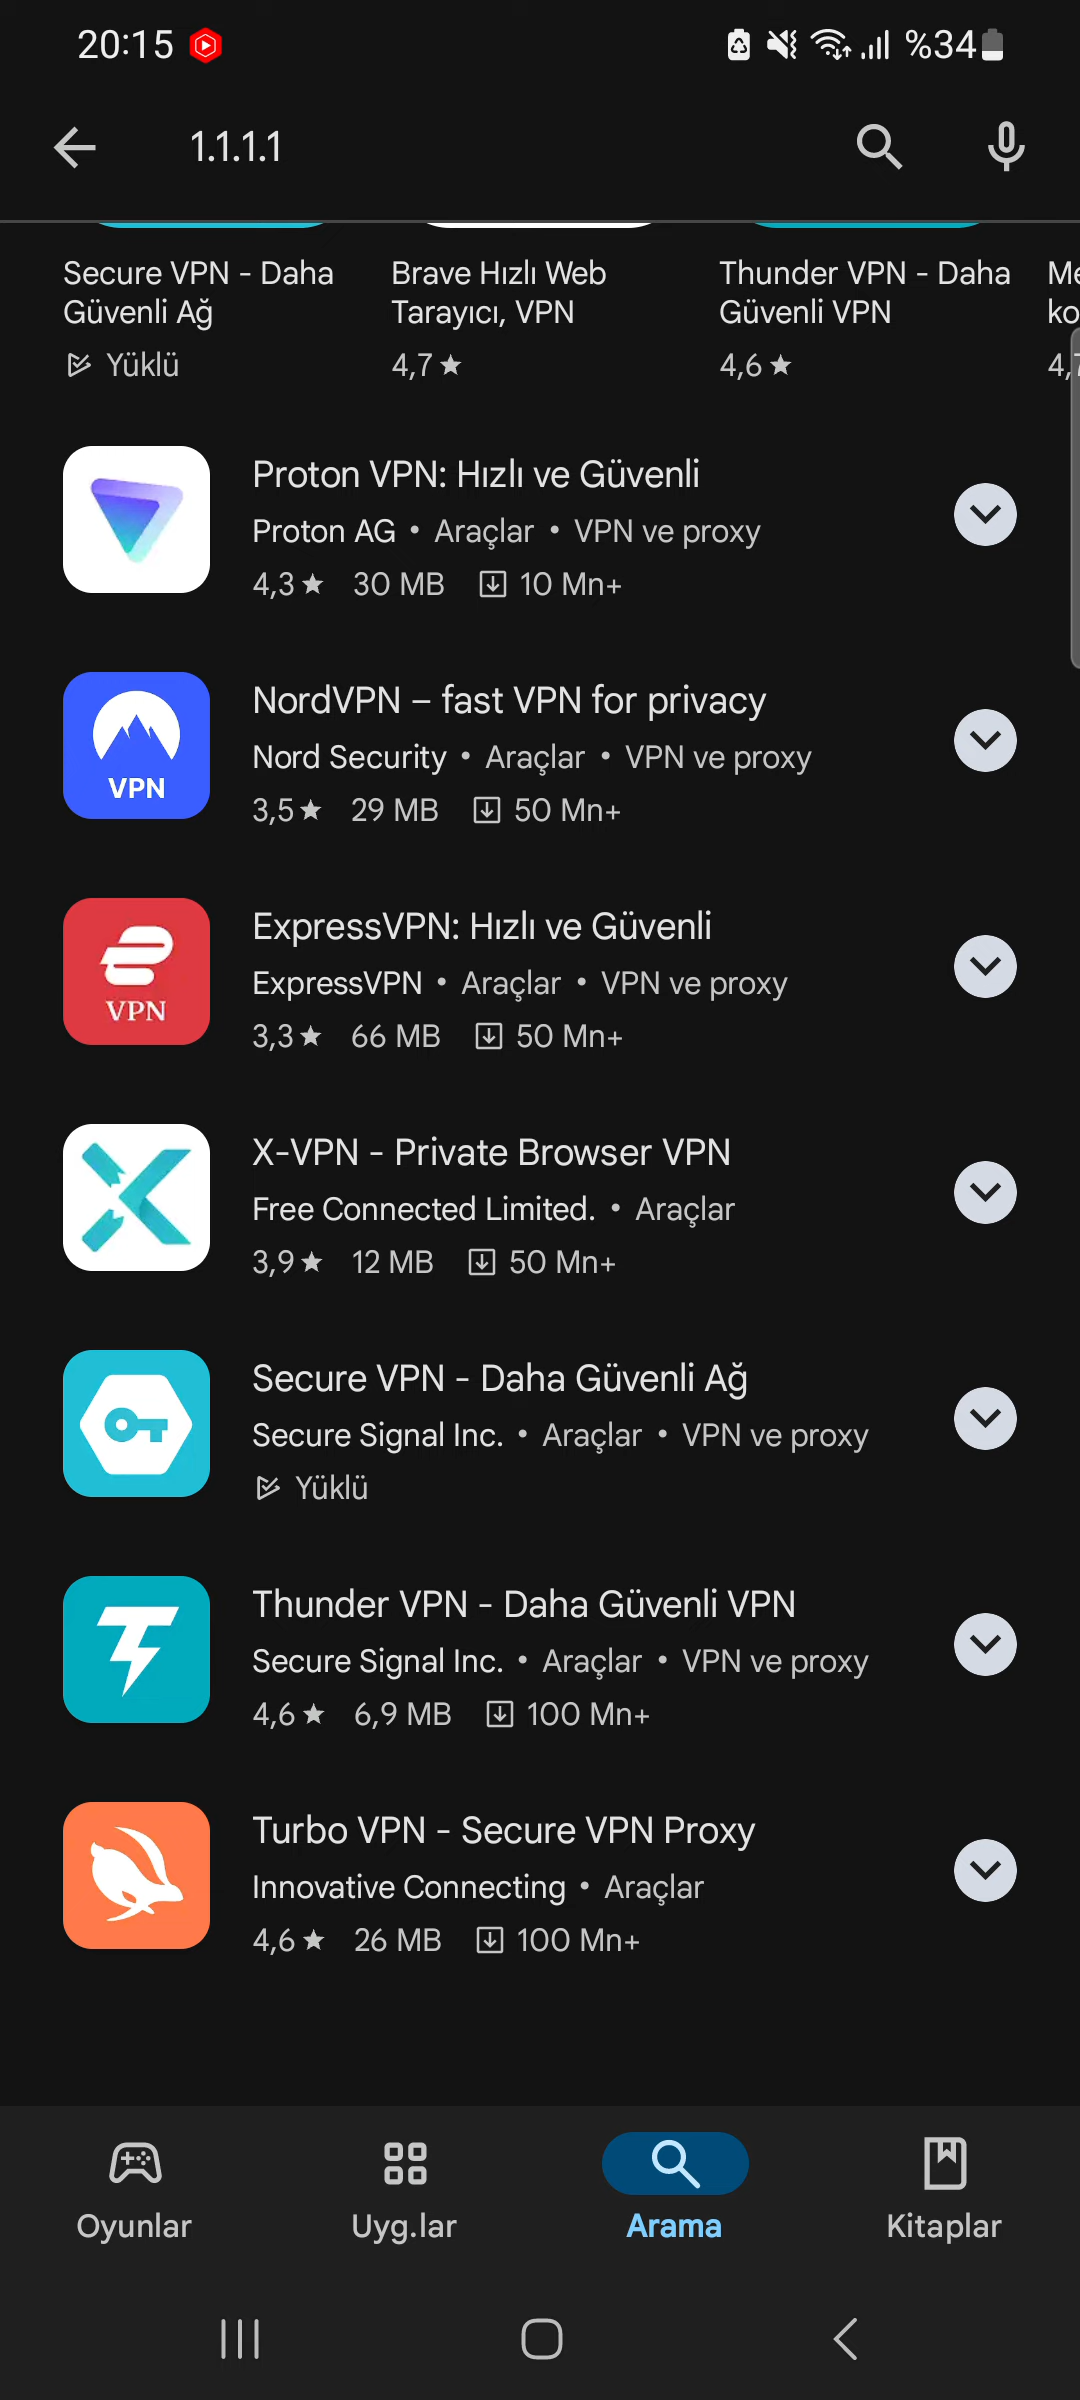 20:15
%34
1.1.1.1
Secure VPN - Daha
Güvenli Ağ
Yüklü
Brave Hızlı Web
Tarayıcı, VPN
4,7
Thunder VPN - Daha
Güvenli VPN
4,6
Proton VPN: Hızlı ve Güvenli
Proton AG • Araçlar • VPN ve proxy
4,3 30 MB 10 Mn+
VPN
NordVPN – fast VPN for privacy
Nord Security • Araçlar • VPN ve proxy
3,5 29 MB 50 Mn+
VPN
ExpressVPN: Hızlı ve Güvenli
ExpressVPN • Araçlar • VPN ve proxy
3,3 66 MB 50 Mn+
X-VPN - Private Browser VPN
Free Connected Limited. • Araçlar
3,9 12 MB 50 Mn+
Secure VPN - Daha Güvenli Ağ
Secure Signal Inc. • Araçlar • VPN ve proxy
Yüklü
Thunder VPN - Daha Güvenli VPN
Secure Signal Inc. • Araçlar • VPN ve proxy
4,6 6,9 MB 100 Mn+
Turbo VPN - Secure VPN Proxy
Innovative Connecting • Araçlar
4,6 26 MB 100 Mn+
Oyunlar
Uyg.lar
Arama
Kitaplar